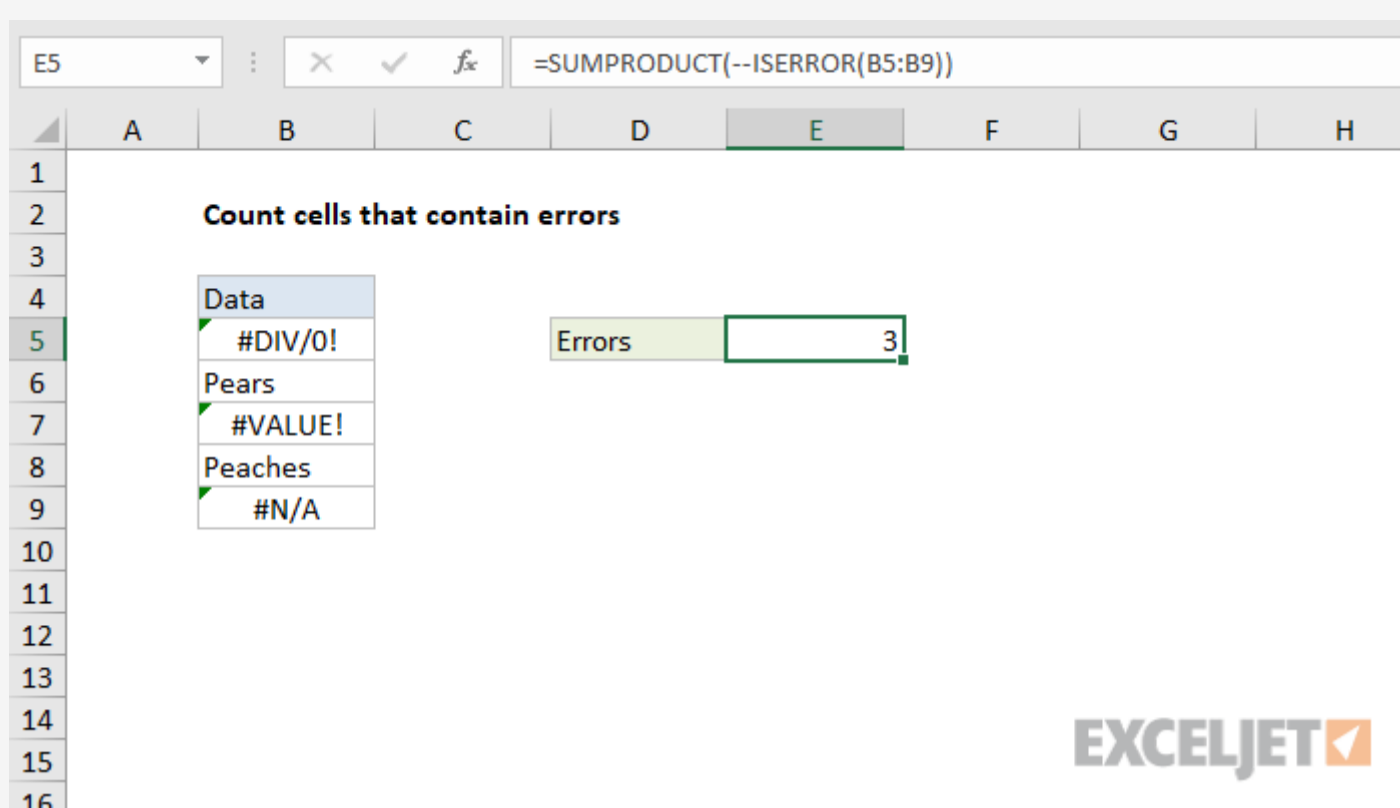 E5 fx =SUMPRODUCT(--ISERROR(B5:B9))
A B C D E F G H
1
2 Count cells that contain errors
3
4 Data
5 #DIV/0! Errors 3
6 Pears
7 #VALUE!
8 Peaches
9 #N/A
10
11
12
13
14
EXCELJET
15
16